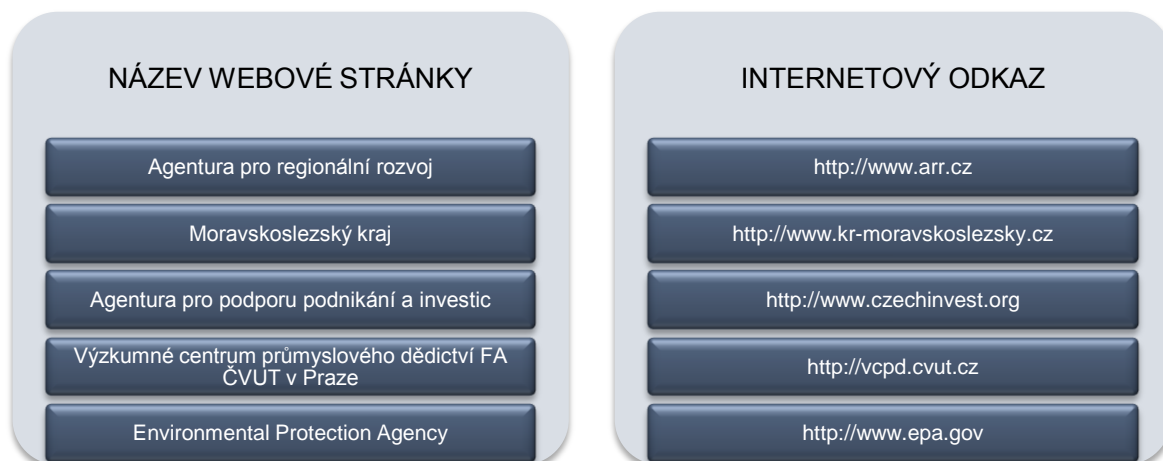 NÁZEV WEBOVÉ STRÁNKY
Agentura pro regionální rozvoj
Moravskoslezský kraj
Agentura pro podporu podnikání a investic
Výzkumné centrum průmyslového dědictví FA
ČVUT v Praze
Environmental Protection Agency
INTERNETOVÝ ODKAZ
http://www.arr.cz
http://www.kr-moravskoslezsky.cz
http://www.czechinvest.org
http://vcpd.cvut.cz
http://www.epa.gov